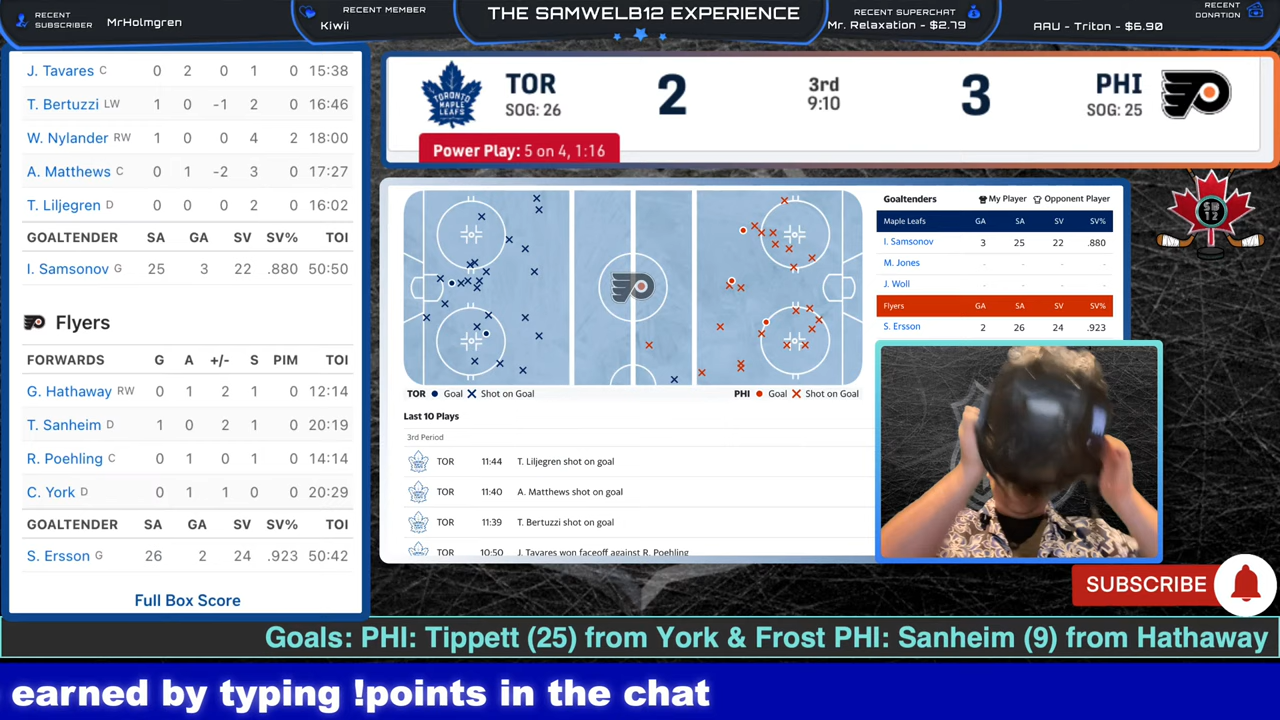 RECENT SUBSCRIBER
MrHolmgren
RECENT MEMBER
Kiwii
THE SAMWELB12 EXPERIENCE
RECENT SUPERCHAT
Mr. Relaxation - $2.79
AAU - Triton - $6.90
RECENT DONATION
J. Tavares C 0 2 0 1 0 15:38
T. Bertuzzi LW 1 0 -1 2 0 16:46
W. Nylander RW 1 0 0 4 2 18:00
A. Matthews C 0 1 -2 3 0 17:27
T. Liljegren D 0 0 0 2 0 16:02
GOALTENDER SA GA SV SV% TOI
I. Samsonov G 25 3 22 .880 50:50
Flyers
FORWARDS G A +/- S PIM TOI
G. Hathaway RW 0 1 2 1 0 12:14
T. Sanheim D 1 0 2 1 0 20:19
R. Poehling C 0 1 0 1 0 14:14
C. York D 0 1 1 0 0 20:29
GOALTENDER SA GA SV SV% TOI
S. Ersson G 26 2 24 .923 50:42
Full Box Score
TORONTO MAPLE LEAFS
TOR
SOG: 26
2
3rd
9:10
3
PHI
SOG: 25
Power Play: 5 on 4, 1:16
SB
12
TOR Goal Shot on Goal
PHI Goal Shot on Goal
Goaltenders My Player Opponent Player
Maple Leafs GA SA SV SV%
I. Samsonov 3 25 22 .880
M. Jones - - - -
J. Woll - - - -
Flyers GA SA SV SV%
S. Ersson 2 26 24 .923
Last 10 Plays
3rd Period
TOR 11:44 T. Liljegren shot on goal
TOR 11:40 A. Matthews shot on goal
TOR 11:39 T. Bertuzzi shot on goal
TOR 10:50 J. Tavares won faceoff against R. Poehling
SUBSCRIBE
Goals: PHI: Tippett (25) from York & Frost PHI: Sanheim (9) from Hathaway
earned by typing !points in the chat